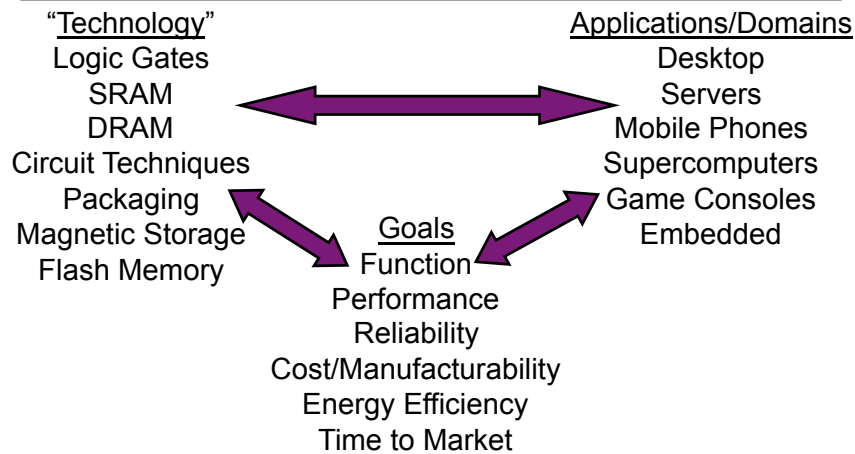 “Technology”
Logic Gates
SRAM
DRAM
Circuit Techniques
Packaging
Magnetic Storage
Flash Memory
Applications/Domains
Desktop
Servers
Mobile Phones
Supercomputers
Game Consoles
Embedded
Goals
Function
Performance
Reliability
Cost/Manufacturability
Energy Efficiency
Time to Market